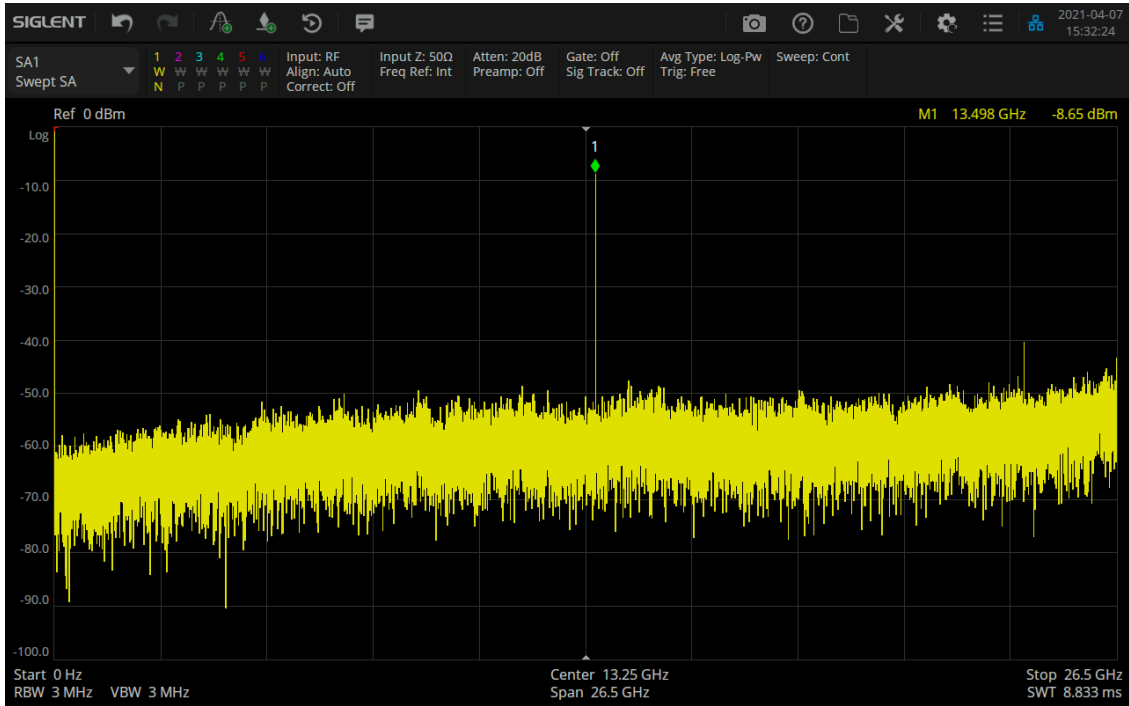 SIGLENT
2021-04-07
15:32:24
SA1
Swept SA
1 2 3 4 5 6
W W W W W W
N P P P P P
Input: RF
Align: Auto
Correct: Off
Input Z: 50Ω
Freq Ref: Int
Atten: 20dB
Preamp: Off
Gate: Off
Sig Track: Off
Avg Type: Log-Pw
Trig: Free
Sweep: Cont
Ref 0 dBm
M1 13.498 GHz -8.65 dBm
Log
1
-10.0
-20.0
-30.0
-40.0
-50.0
-60.0
-70.0
-80.0
-90.0
-100.0
Start 0 Hz
RBW 3 MHz VBW 3 MHz
Center 13.25 GHz
Span 26.5 GHz
Stop 26.5 GHz
SWT 8.833 ms